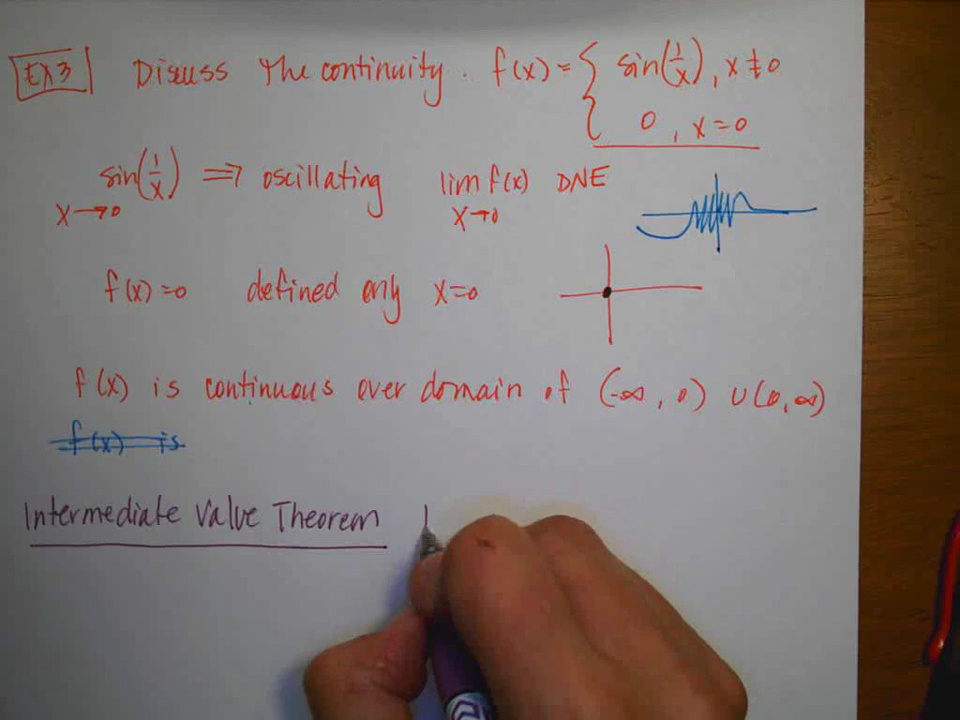 EX3 Discuss The continuity. f(x) = { sin(1/x), x ≠ 0
0, x=0
sin(1/x) ⇒ oscillating lim f(x) DNE
x→0 x→0
f(x)=0 defined only x=0
f(x) is continuous over domain of (-∞, 0) ∪ (0, ∞)
f(x) is
Intermediate Value Theorem